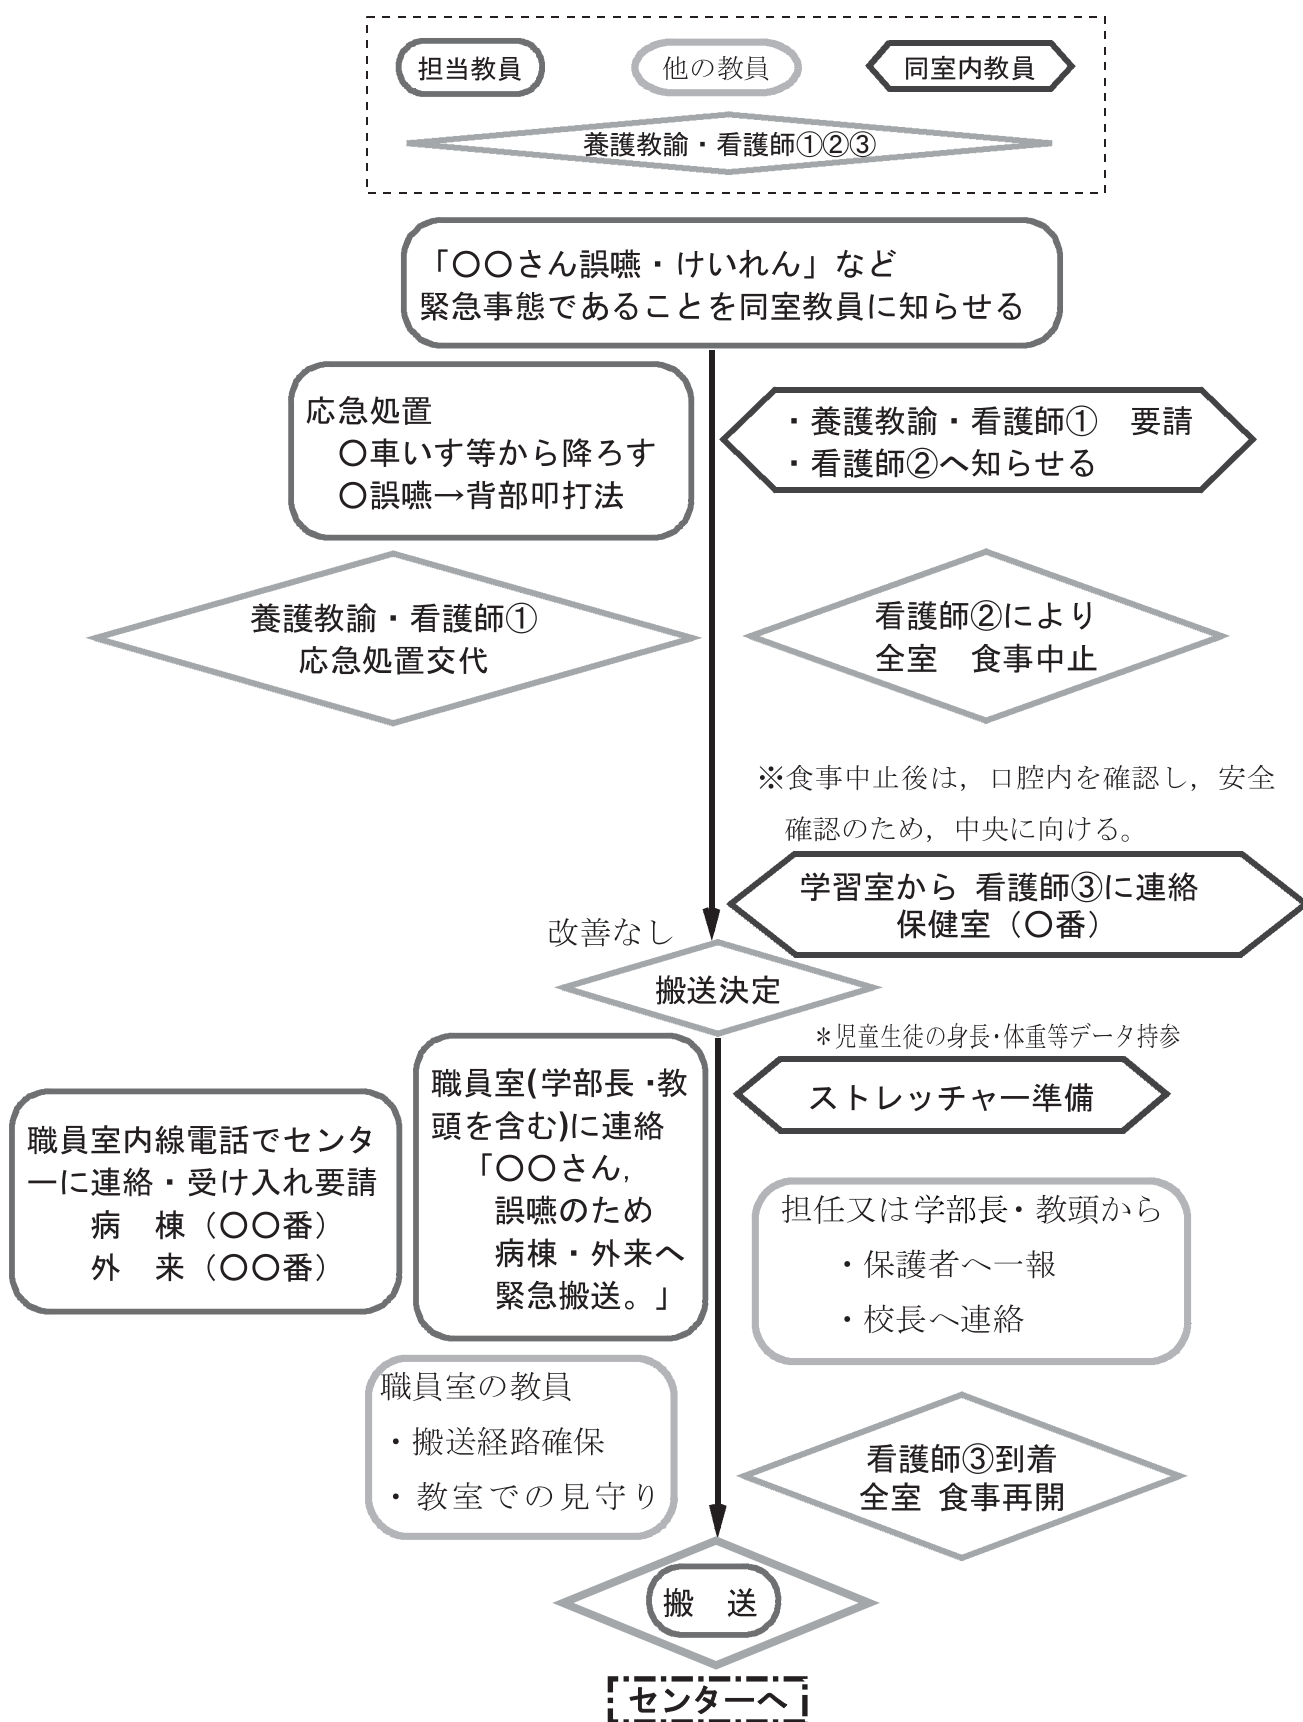 担当教員
他の教員
同室内教員
養護教諭・看護師①②③
「〇〇さん誤嚥・けいれん」など
緊急事態であることを同室教員に知らせる
応急処置
〇車いす等から降ろす
〇誤嚥→背部叩打法
・養護教諭・看護師①　要請
・看護師②へ知らせる
養護教諭・看護師①
応急処置交代
看護師②により
全室　食事中止
※食事中止後は，口腔内を確認し，安全
確認のため，中央に向ける。
学習室から 看護師③に連絡
保健室（〇番）
改善なし
搬送決定
＊児童生徒の身長・体重等データ持参
ストレッチャー準備
職員室(学部長・教
頭を含む)に連絡
「〇〇さん，
誤嚥のため
病棟・外来へ
緊急搬送。」
職員室内線電話でセンタ
ーに連絡・受け入れ要請
病　棟（〇〇番）
外　来（〇〇番）
担任又は学部長・教頭から
・保護者へ一報
・校長へ連絡
職員室の教員
・搬送経路確保
・教室での見守り
看護師③到着
全室 食事再開
搬　送
センターへ